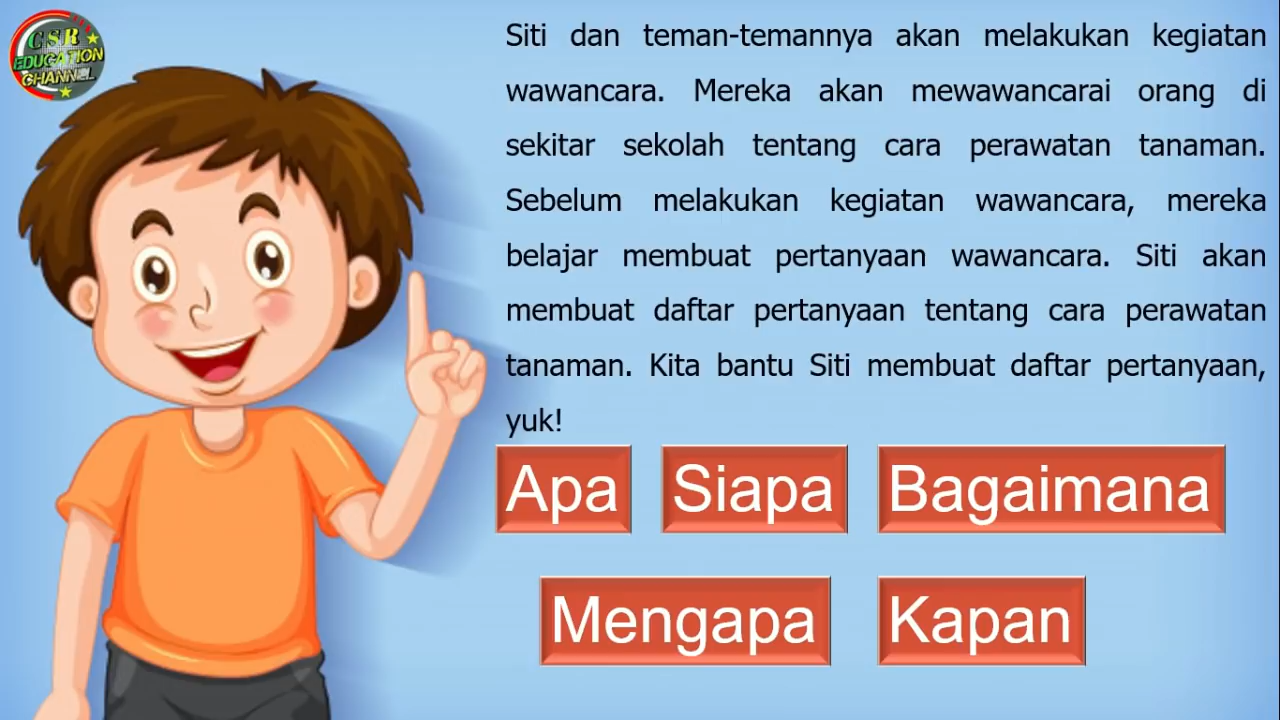 GSR
EDUCATION
CHANNEL
Siti dan teman-temannya akan melakukan kegiatan
wawancara. Mereka akan mewawancarai orang di
sekitar sekolah tentang cara perawatan tanaman.
Sebelum melakukan kegiatan wawancara, mereka
belajar membuat pertanyaan wawancara. Siti akan
membuat daftar pertanyaan tentang cara perawatan
tanaman. Kita bantu Siti membuat daftar pertanyaan,
yuk!
Apa Siapa Bagaimana
Mengapa Kapan